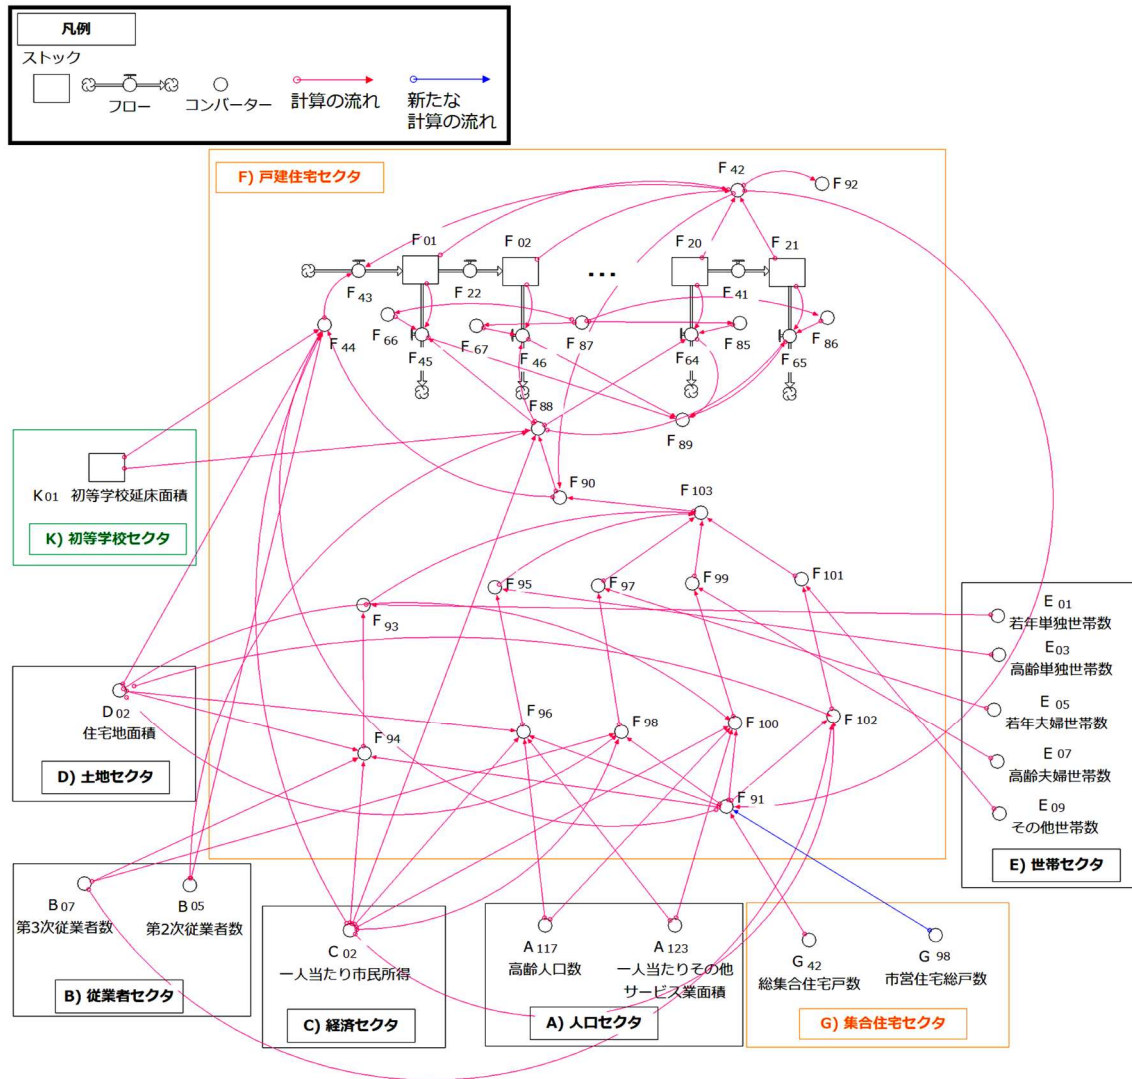 凡例
ストック
フロー
コンバーター
計算の流れ
新たな
計算の流れ
F) 戸建住宅セクタ
F 42
F 92
F 01
F 02
F 20
F 21
...
F 43
F 22
F 41
F 44
F 66
F 67
F 87
F 85
F 86
F 45
F 46
F 64
F 65
F 88
F 89
K 01 初等学校延床面積
K) 初等学校セクタ
F 90
F 103
F 95
F 97
F 99
F 101
F 93
E 01
若年単独世帯数
E 03
高齢単独世帯数
E 05
若年夫婦世帯数
E 07
高齢夫婦世帯数
E 09
その他世帯数
E) 世帯セクタ
D 02
住宅地面積
D) 土地セクタ
F 96
F 98
F 100
F 102
F 94
F 91
B 07
第3次従業者数
B 05
第2次従業者数
B) 従業者セクタ
C 02
一人当たり市民所得
C) 経済セクタ
A 117
高齢人口数
A 123
一人当たりその他
サービス業面積
A) 人口セクタ
G 42
総集合住宅戸数
G 98
市営住宅総戸数
G) 集合住宅セクタ